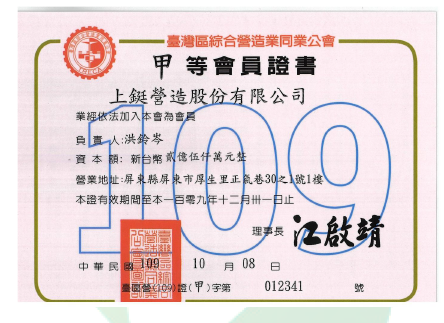 臺灣區綜合營造業同業公會
甲等會員證書
上鋌營造股份有限公司
業經依法加入本會為會員
負責人:洪鈴岑
資本額:新台幣貳億伍仟萬元整
營業地址:屏東縣屏東市厚生里正氣巷30之1號1樓
本證有效期間至本一百零九年十二月卅一日止
109
理事長 江啟靖
中華民國 109 10 月 08 日
臺區營(109)證(甲)字第 012341 號